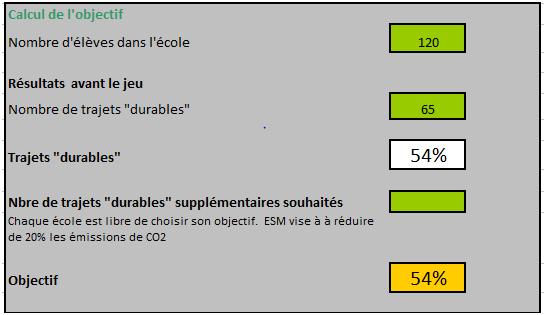 Calcul de l'objectif
Nombre d'élèves dans l'école 120
Résultats avant le jeu
Nombre de trajets "durables" 65
Trajets "durables" 54%
Nbre de trajets "durables" supplémentaires souhaités
Chaque école est libre de choisir son objectif. ESM vise à à réduire
de 20% les émissions de CO2
Objectif 54%